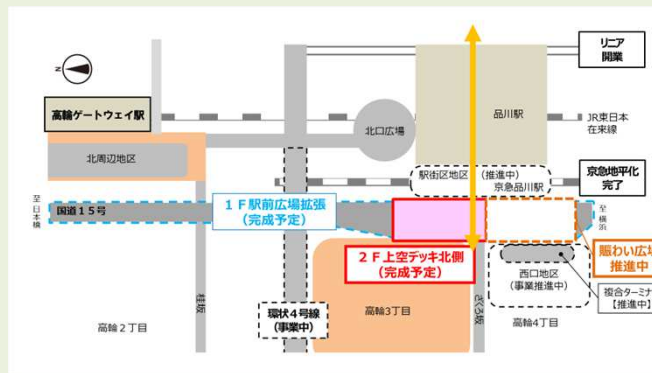 リニア
開業
N
高輪ゲートウェイ駅
北口広場
品川駅
JR東日本
在来線
北周辺地区
駅街区地区 （推進中）
京急品川駅
京急地平化
完了
至日本橋
国道15号
1F駅前広場拡張
（完成予定）
至横浜
2F上空デッキ北側
（完成予定）
賑わい広場
推進中
西口地区
（事業推進中）
複合ターミナ
【推進中】
桂坂
環状4号線
（事業中）
高輪3丁目
さくら坂
高輪2丁目
高輪4丁目